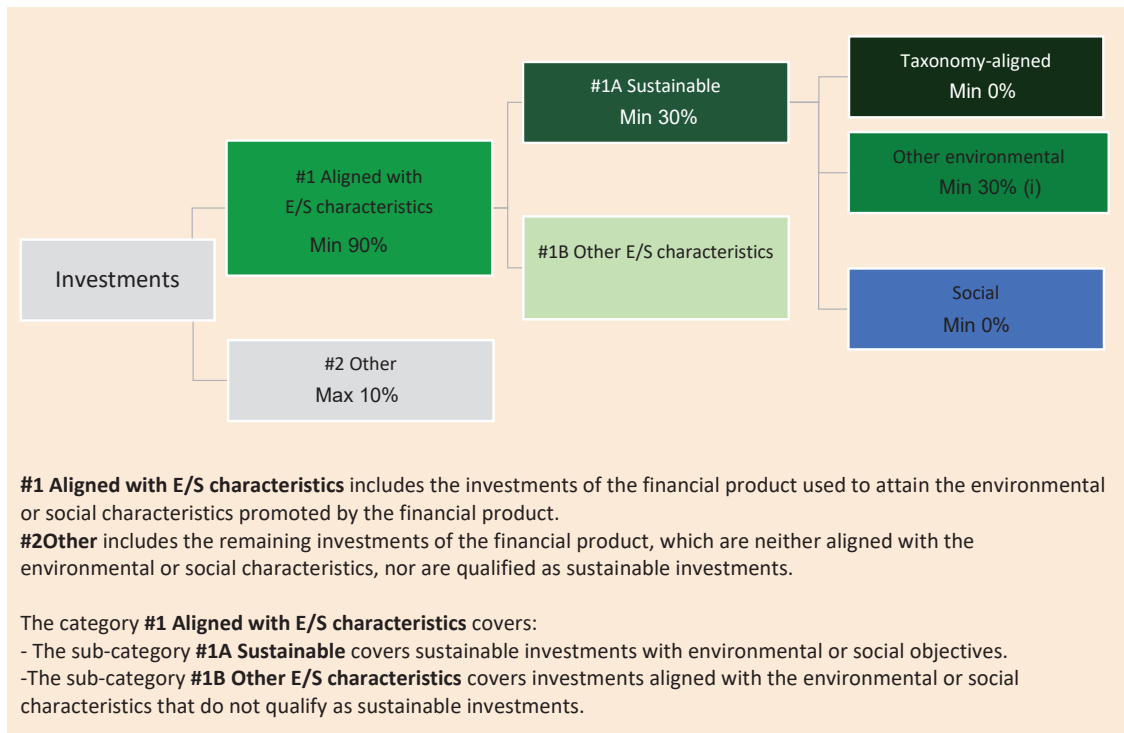 Investments
#1 Aligned with
E/S characteristics
Min 90%
#2 Other
Max 10%
#1A Sustainable
Min 30%
#1B Other E/S characteristics
Taxonomy-aligned
Min 0%
Other environmental
Min 30% (i)
Social
Min 0%
#1 Aligned with E/S characteristics includes the investments of the financial product used to attain the environmental
or social characteristics promoted by the financial product.
#2Other includes the remaining investments of the financial product, which are neither aligned with the
environmental or social characteristics, nor are qualified as sustainable investments.
The category #1 Aligned with E/S characteristics covers:
- The sub-category #1A Sustainable covers sustainable investments with environmental or social objectives.
-The sub-category #1B Other E/S characteristics covers investments aligned with the environmental or social
characteristics that do not qualify as sustainable investments.